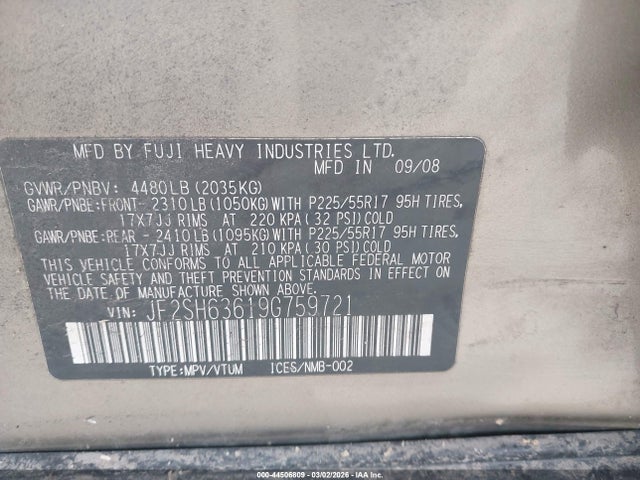 MFD BY FUJI HEAVY INDUSTRIES LTD.
09/08
GVWR/PNBV: 4480LB(2035KG)
GAWR/PNBE:FRONT- 2310LB(1050KG)WITH P225/55R17 95H TIRES,
17X7JJ RIMS AT 220 KPA(32 PSI)COLD
GAWR/PNBE:REAR -2410LB(1095KG)WITH P225/55R17 95H TIRES,
17X7JJ RIMS AT 210 KPA(30 PSI)COLD
THIS VEHICLE CONFORMS TO ALL APPLICABLE FEDERAL MOTOR
VEHICLE SAFETY AND THEFT PREVENTION STANDARDS IN EFFECT
ON THE DATE OF MANUFACTURE SHOWN ABOVE.
VIN: JF2SH63619G759721
TYPE:MPV/VTUM ICES/NMB-002
000-44506809 - 03/02/2026 - IAA Inc.